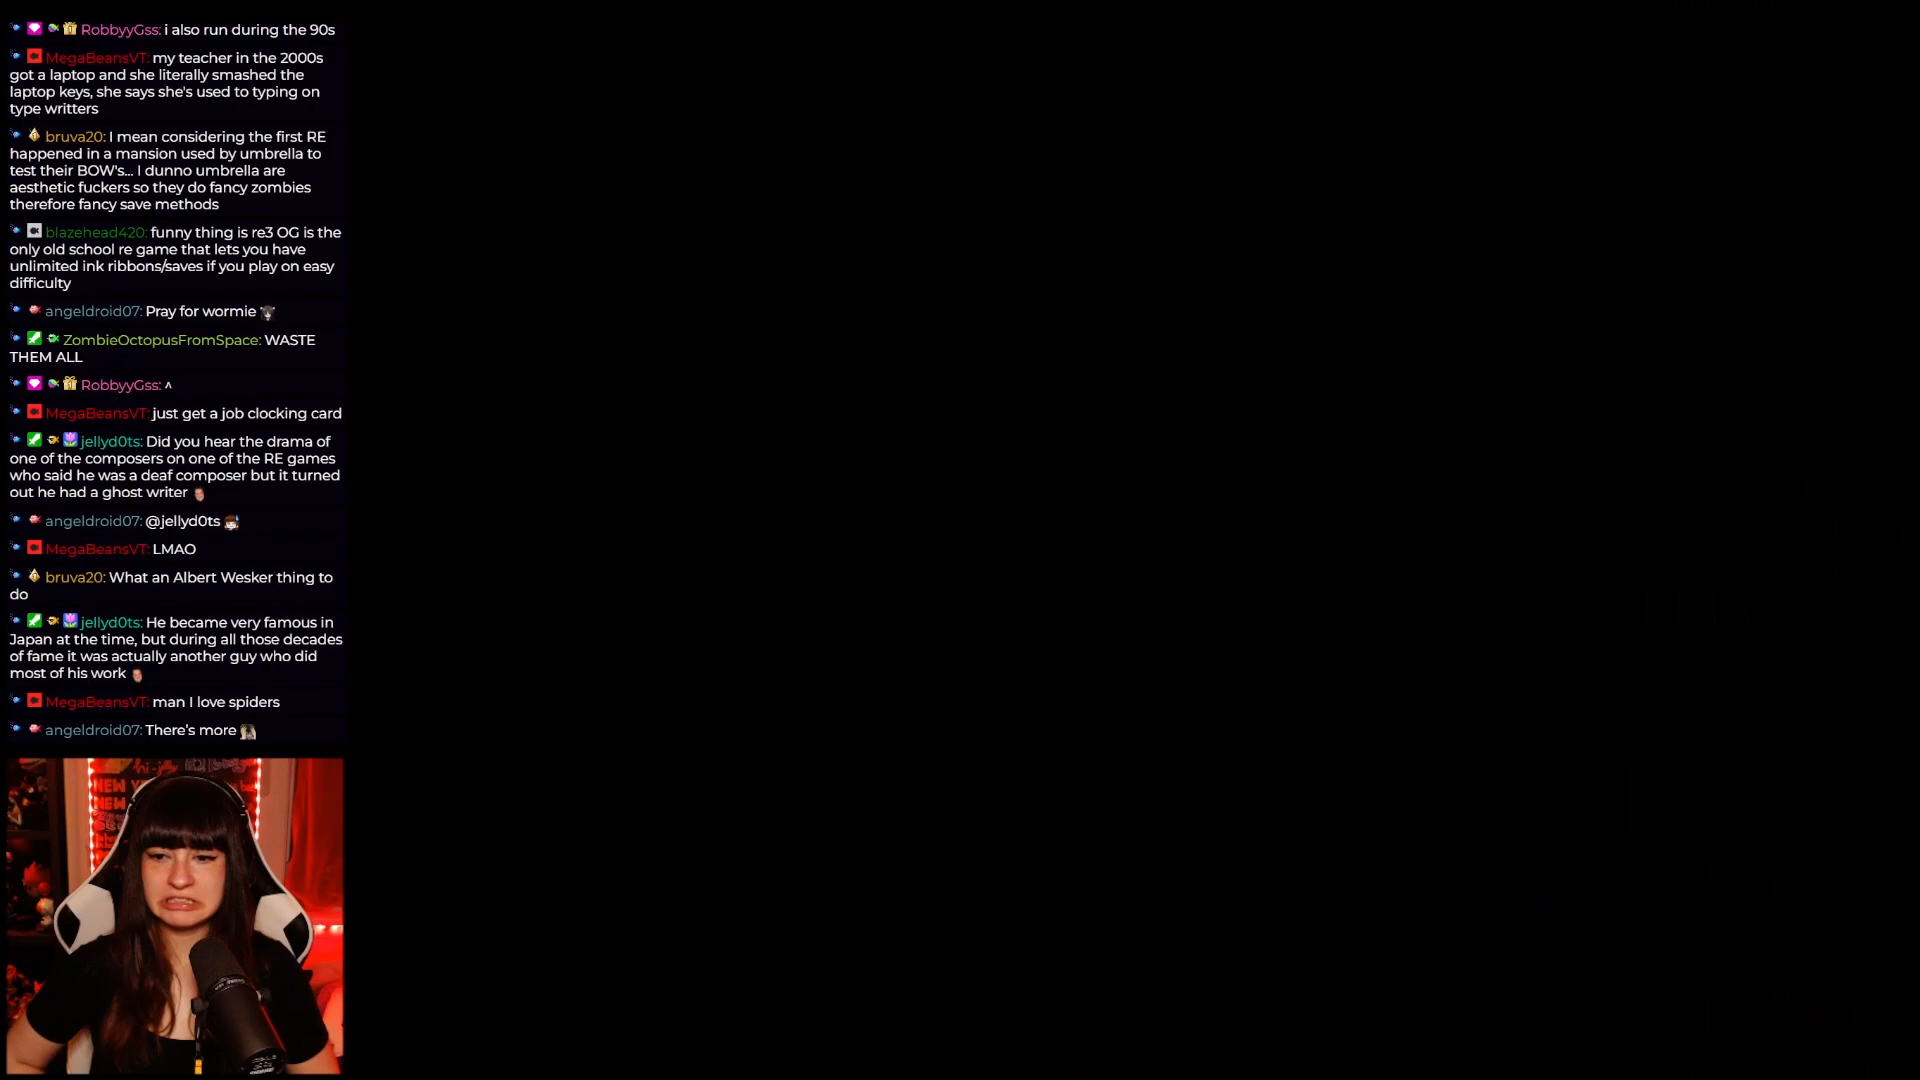 RobbyyGss: i also run during the 90s
MegaBeansVT: my teacher in the 2000s
got a laptop and she literally smashed the
laptop keys, she says she's used to typing on
type writters
bruva20: I mean considering the first RE
happened in a mansion used by umbrella to
test their BOW's... I dunno umbrella are
aesthetic fuckers so they do fancy zombies
therefore fancy save methods
blazehead420: funny thing is re3 OG is the
only old school re game that lets you have
unlimited ink ribbons/saves if you play on easy
difficulty
angeldroid07: Pray for wormie
ZombieOctopusFromSpace: WASTE
THEM ALL
RobbyyGss: ^
MegaBeansVT: just get a job clocking card
jellyd0ts: Did you hear the drama of
one of the composers on one of the RE games
who said he was a deaf composer but it turned
out he had a ghost writer
angeldroid07: @jellyd0ts
MegaBeansVT: LMAO
bruva20: What an Albert Wesker thing to
do
jellyd0ts: He became very famous in
Japan at the time, but during all those decades
of fame it was actually another guy who did
most of his work
MegaBeansVT: man I love spiders
angeldroid07: There's more
NEW
NEW